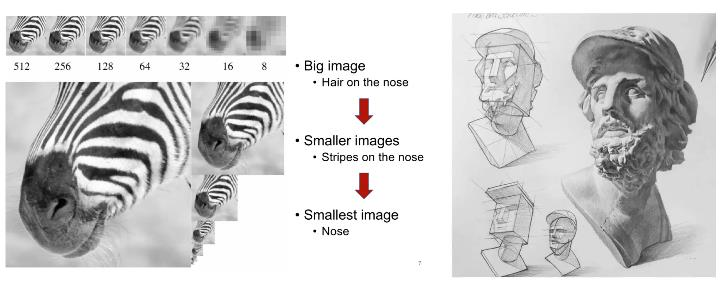 512 256 128 64 32 16 8
• Big image
• Hair on the nose
• Smaller images
• Stripes on the nose
• Smallest image
• Nose
7